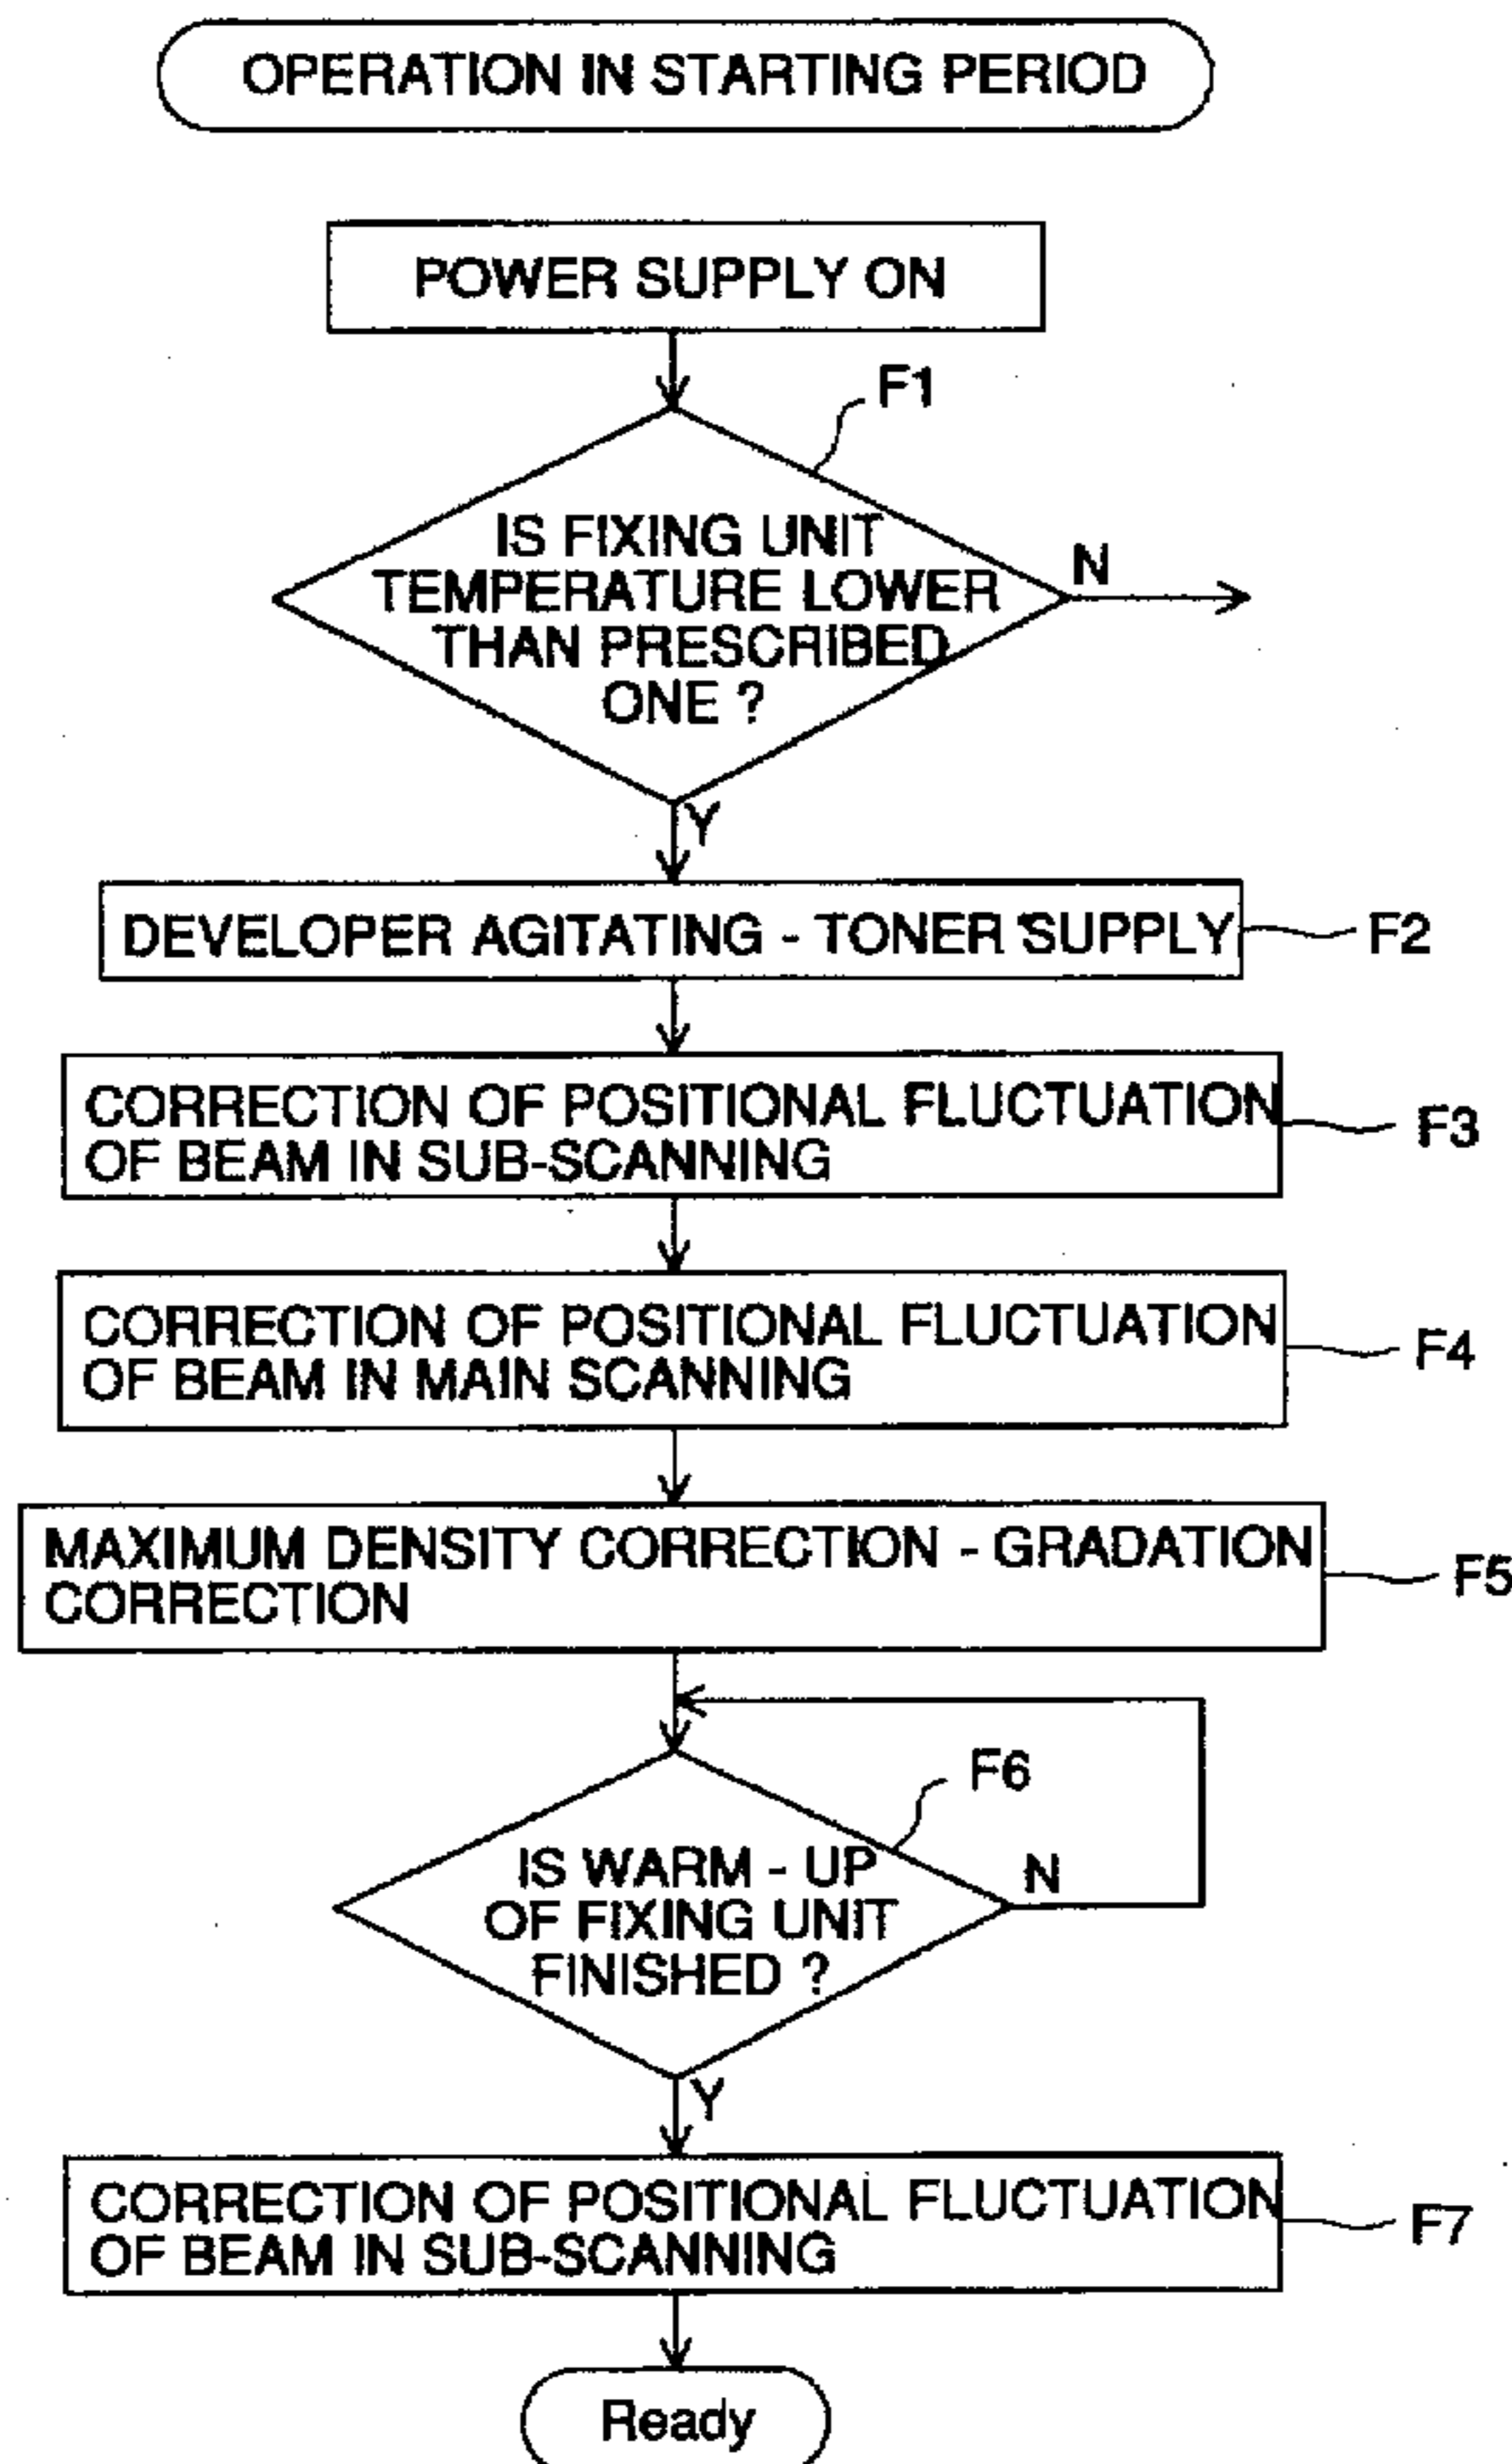 OPERATION IN STARTING PERIOD
POWER SUPPLY ON
F1
IS FIXING UNIT
TEMPERATURE LOWER
THAN PRESCRIBED
ONE ?
N
Y
DEVELOPER AGITATING - TONER SUPPLY
F2
CORRECTION OF POSITIONAL FLUCTUATION
OF BEAM IN SUB-SCANNING
F3
CORRECTION OF POSITIONAL FLUCTUATION
OF BEAM IN MAIN SCANNING
F4
MAXIMUM DENSITY CORRECTION - GRADATION
CORRECTION
F5
F6
IS WARM - UP
OF FIXING UNIT
FINISHED ?
N
Y
CORRECTION OF POSITIONAL FLUCTUATION
OF BEAM IN SUB-SCANNING
F7
Ready